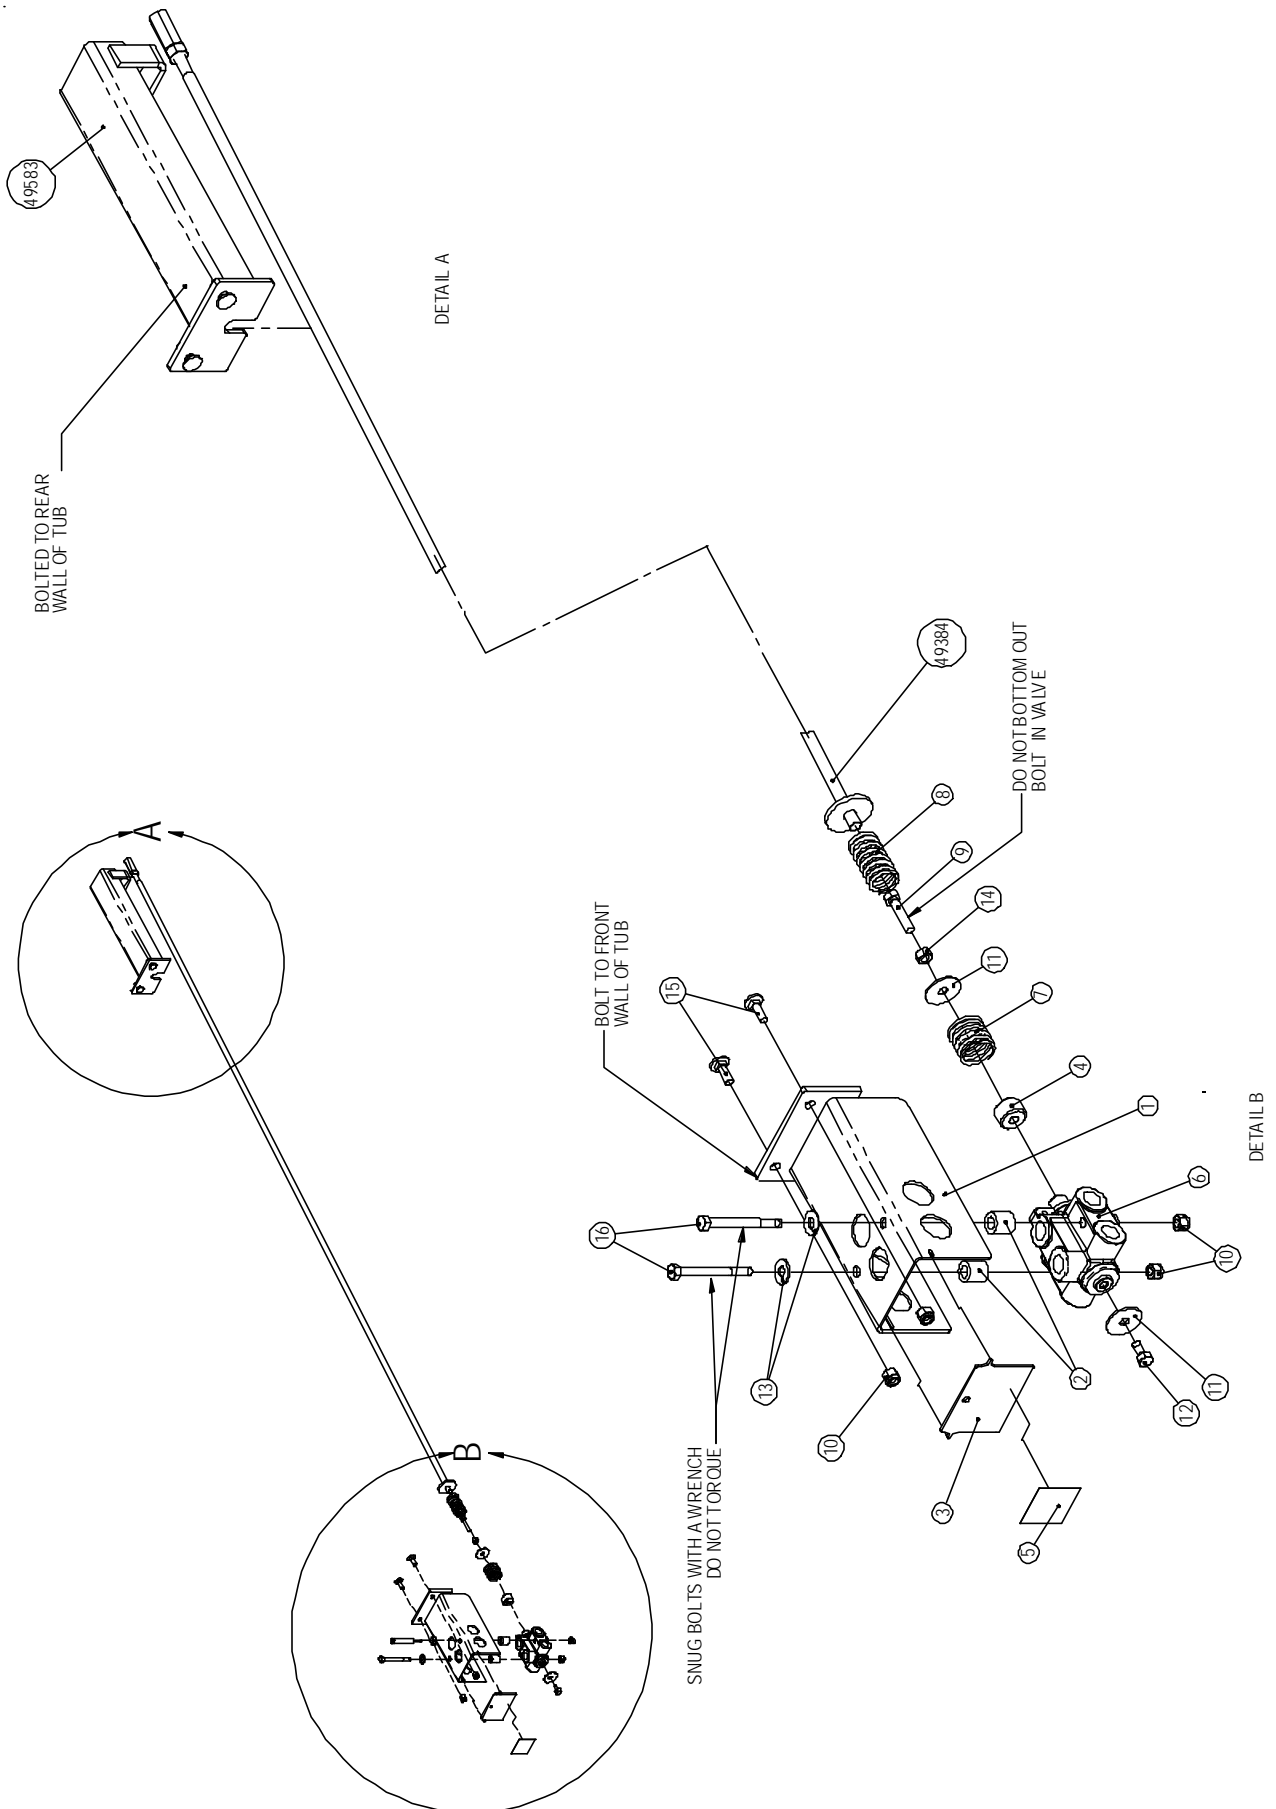 49583
BOLTED TO REAR
WALL OF TUB
DETAIL A
A
B
49384
DO NOT BOTTOM OUT
BOLT IN VALVE
8
9
14
11
7
4
1
6
10
BOLT TO FRONT
WALL OF TUB
15
16
13
10
2
11
12
3
5
SNUG BOLTS WITH A WRENCH
DO NOT TORQUE
DETAIL B